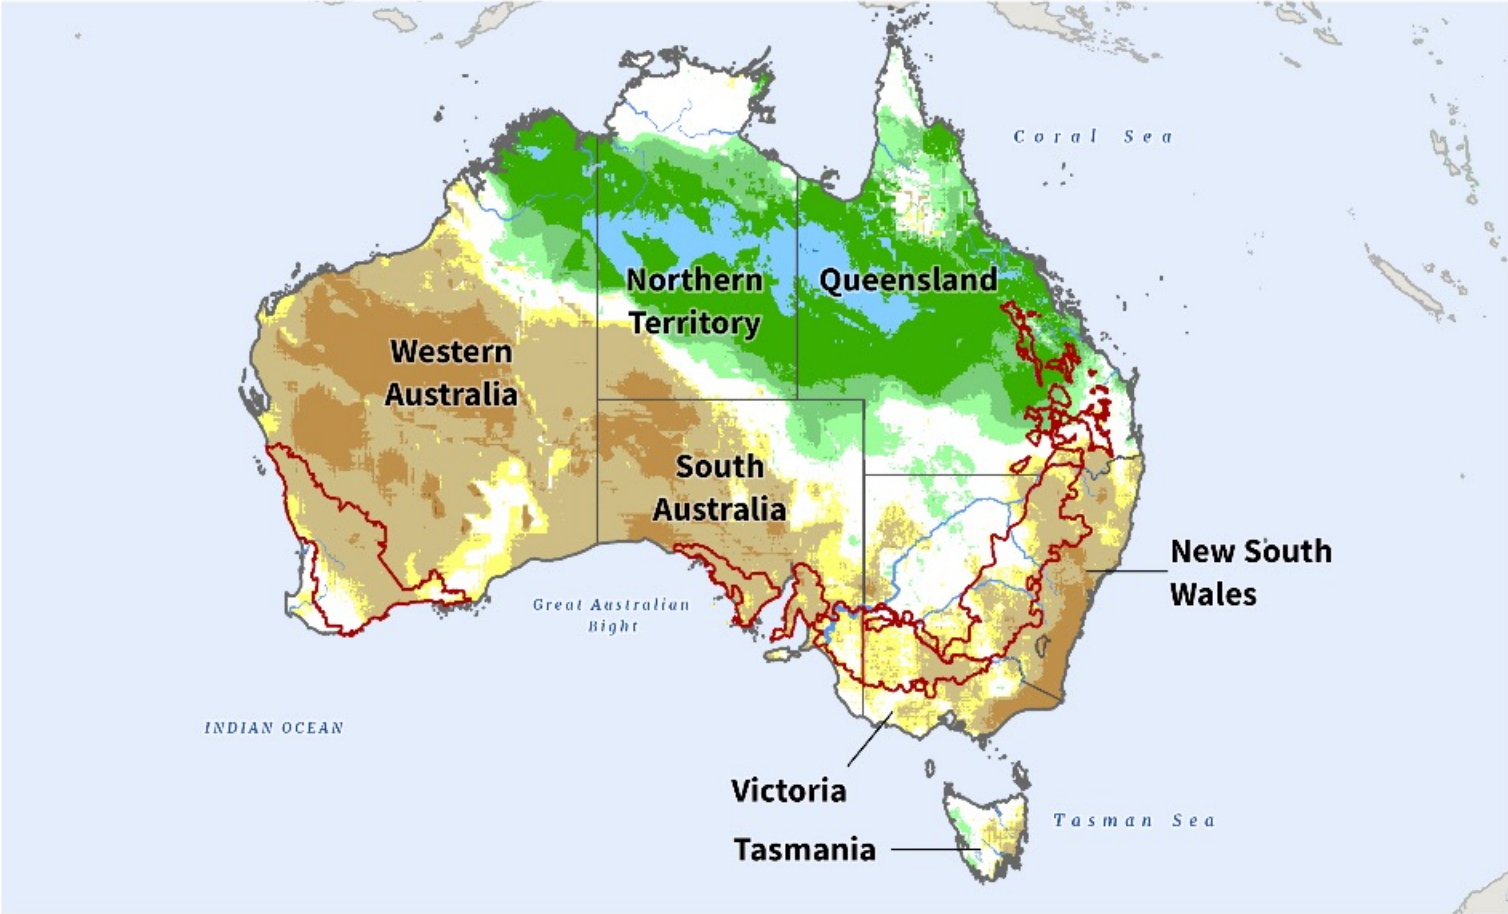 Coral Sea
Northern
Territory
Queensland
Western
Australia
South
Australia
New South
Wales
Great Australian
Bight
INDIAN OCEAN
Victoria
Tasmania
Tasman Sea